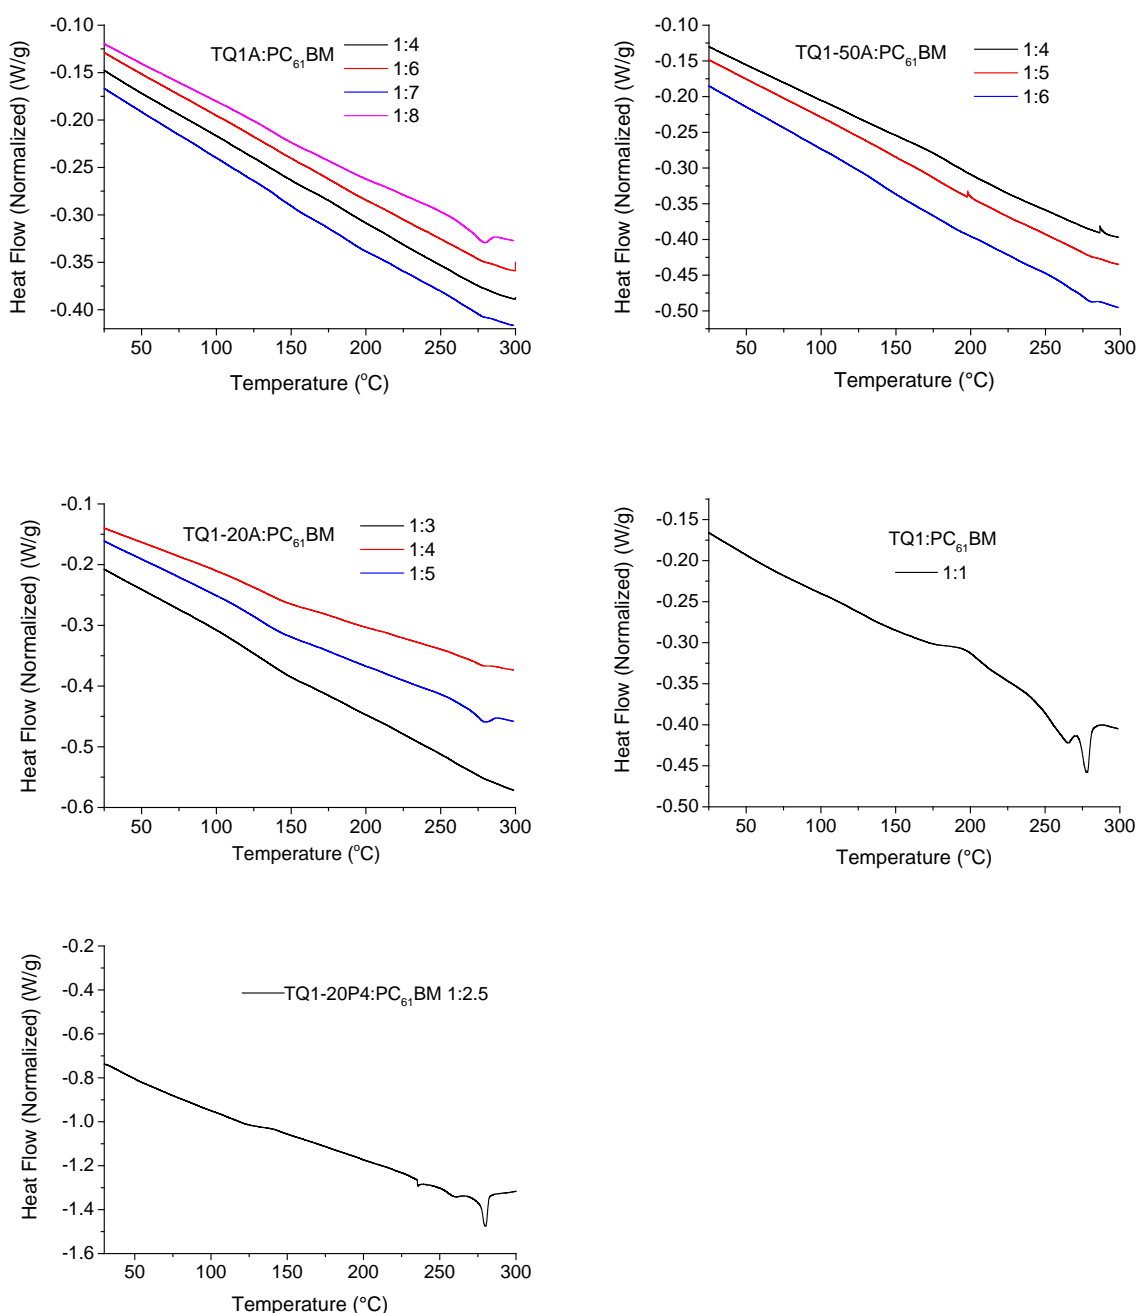 TQ1A:PC61BM
1:4
1:6
1:7
1:8
Heat Flow (Normalized) (W/g)
-0.10
-0.15
-0.20
-0.25
-0.30
-0.35
-0.40
50 100 150 200 250 300
Temperature (°C)
TQ1-50A:PC61BM
1:4
1:5
1:6
Heat Flow (Normalized) (W/g)
-0.10
-0.15
-0.20
-0.25
-0.30
-0.35
-0.40
-0.45
-0.50
50 100 150 200 250 300
Temperature (°C)
TQ1-20A:PC61BM
1:3
1:4
1:5
Heat Flow (Normalized) (W/g)
-0.1
-0.2
-0.3
-0.4
-0.5
-0.6
50 100 150 200 250 300
Temperature (°C)
TQ1:PC61BM
1:1
Heat Flow (Normalized) (W/g)
-0.15
-0.20
-0.25
-0.30
-0.35
-0.40
-0.45
-0.50
50 100 150 200 250 300
Temperature (°C)
TQ1-20P4:PC61BM 1:2.5
Heat Flow (Normalized) (W/g)
-0.2
-0.4
-0.6
-0.8
-1.0
-1.2
-1.4
-1.6
50 100 150 200 250 300
Temperature (°C)